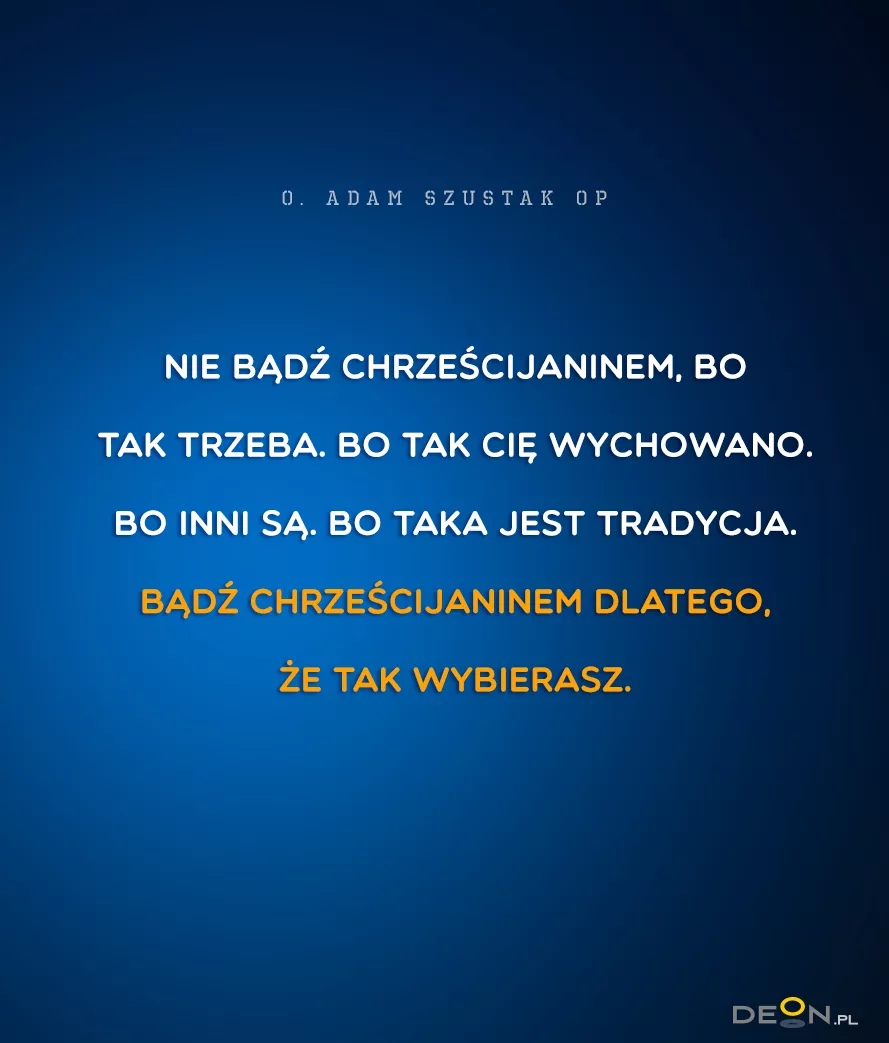 O. ADAM SZUSTAK OP
NIE BĄDŹ CHRZEŚCIJANINEM, BO
TAK TRZEBA. BO TAK CIĘ WYCHOWANO.
BO INNI SĄ. BO TAKA JEST TRADYCJA.
BĄDŹ CHRZEŚCIJANINEM DLATEGO,
ŻE TAK WYBIERASZ.
DEON.PL